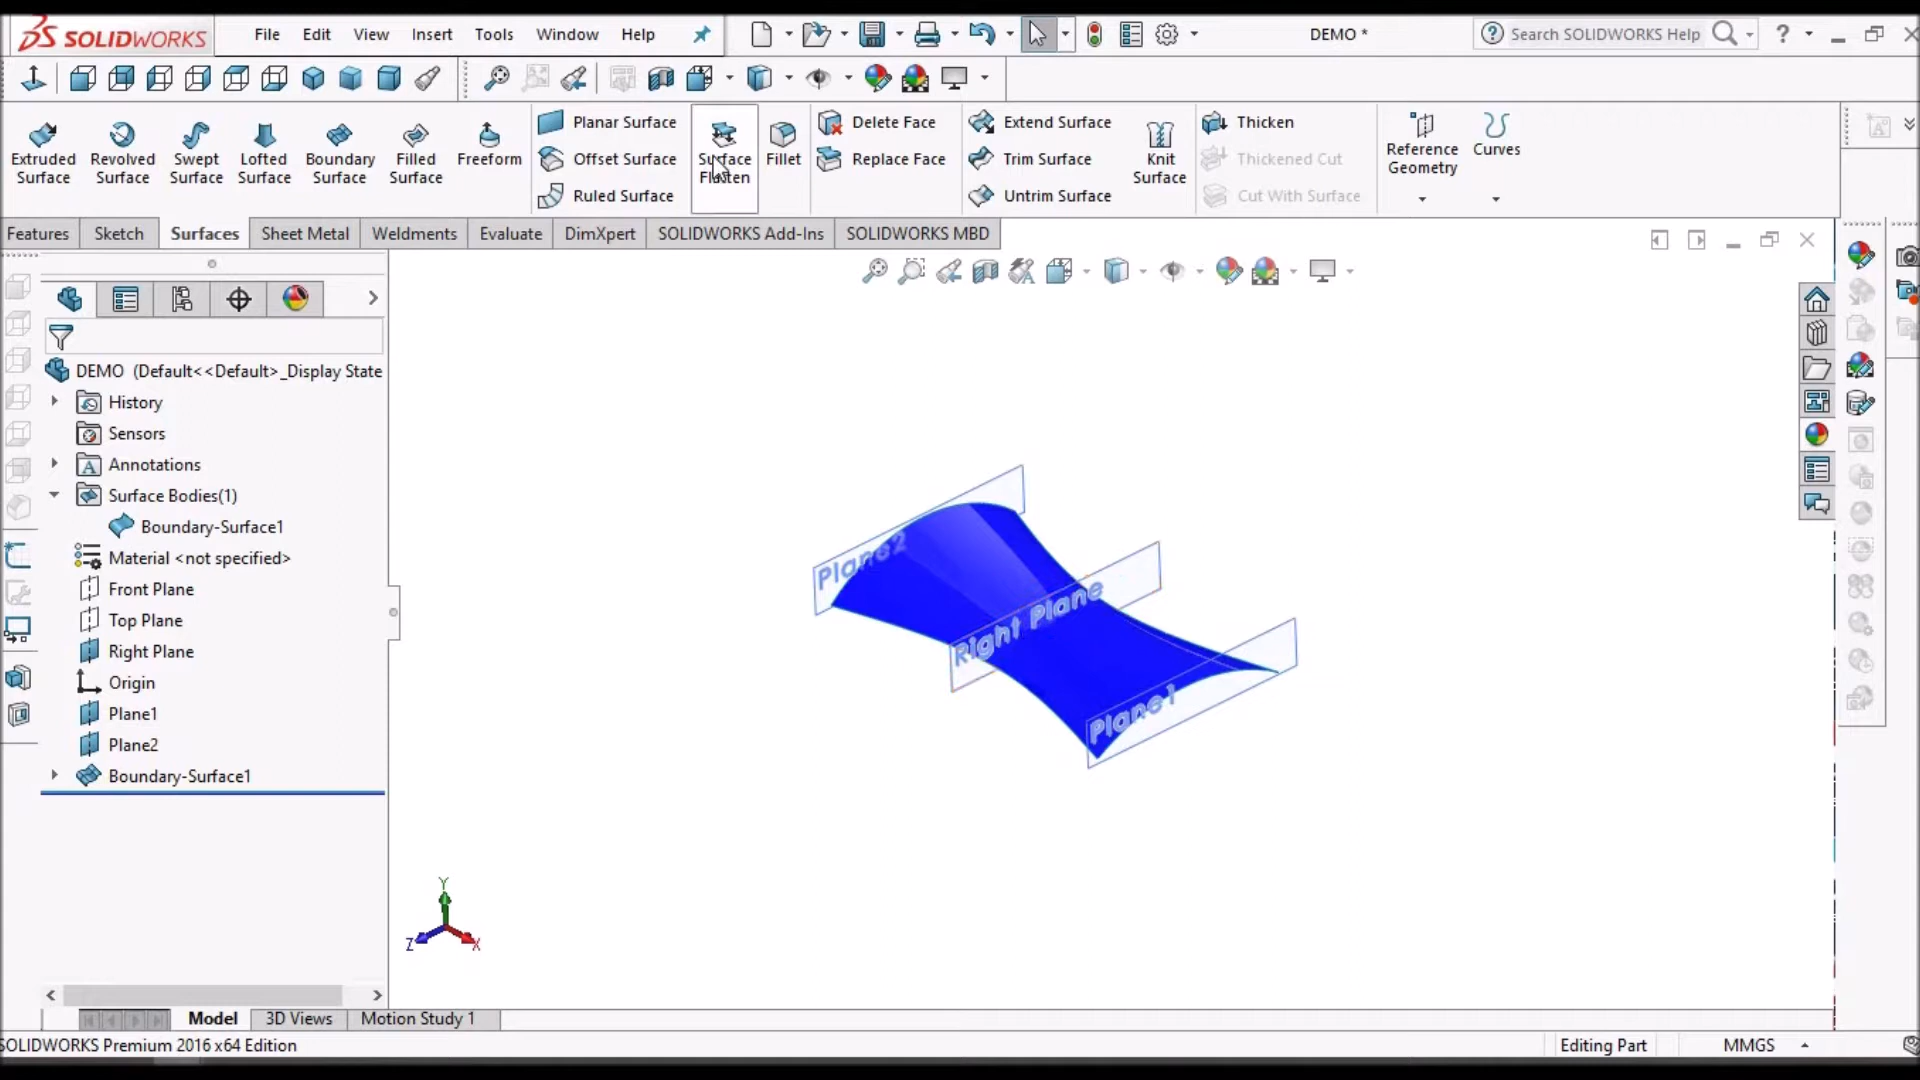 SOLIDWORKS File Edit View Insert Tools Window Help DEMO * Search SOLIDWORKS Help
Extruded Surface
Revolved Surface
Swept Surface
Lofted Surface
Boundary Surface
Filled Surface
Freeform
Planar Surface
Offset Surface
Ruled Surface
Surface Flatten
Fillet
Delete Face
Replace Face
Extend Surface
Trim Surface
Untrim Surface
Knit Surface
Thicken
Thickened Cut
Cut With Surface
Reference Geometry
Curves
Features Sketch Surfaces Sheet Metal Weldments Evaluate DimXpert SOLIDWORKS Add-Ins SOLIDWORKS MBD
DEMO (Default<<Default>_Display State
History
Sensors
Annotations
Surface Bodies(1)
Boundary-Surface1
Material <not specified>
Front Plane
Top Plane
Right Plane
Origin
Plane1
Plane2
Boundary-Surface1
Plane2
Right Plane
Plane1
Y
Z
X
Model 3D Views Motion Study 1
SOLIDWORKS Premium 2016 x64 Edition Editing Part MMGS